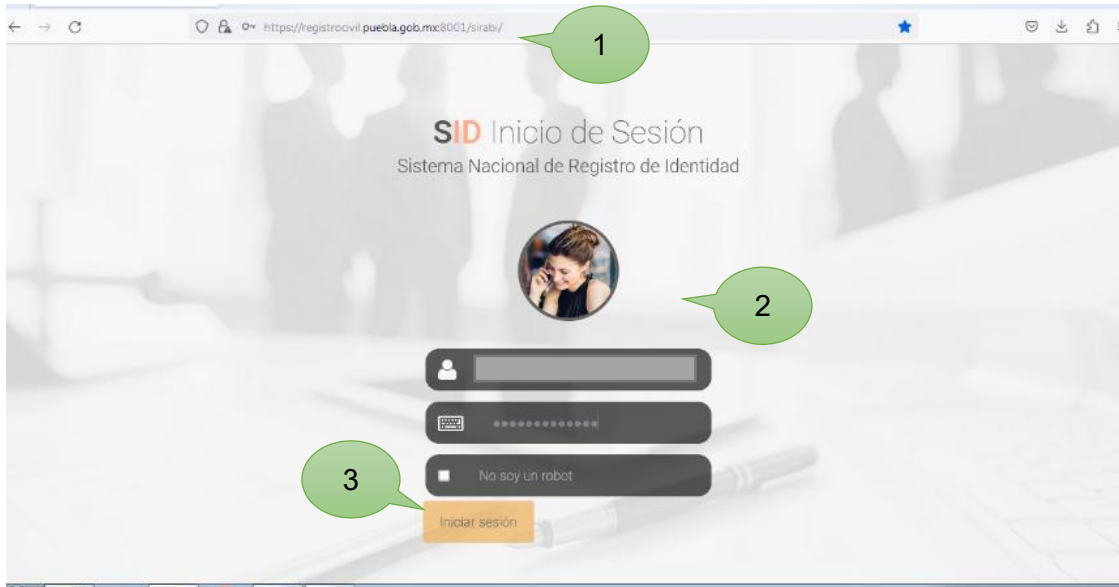 https://registrocivil.puebla.gob.mx:8001/sirabi/
1
SID Inicio de Sesión
Sistema Nacional de Registro de Identidad
2
No soy un robot
3
Iniciar sesión